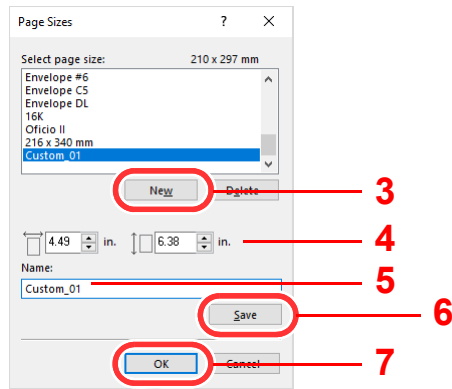 Page Sizes ? ×
Select page size: 210 x 297 mm
Envelope #6
Envelope C5
Envelope DL
16K
Oficio II
216 x 340 mm
Custom_01
New Delete 3
4.49 in. 6.38 in. 4
Name:
Custom_01 5
Save 6
OK Cancel 7